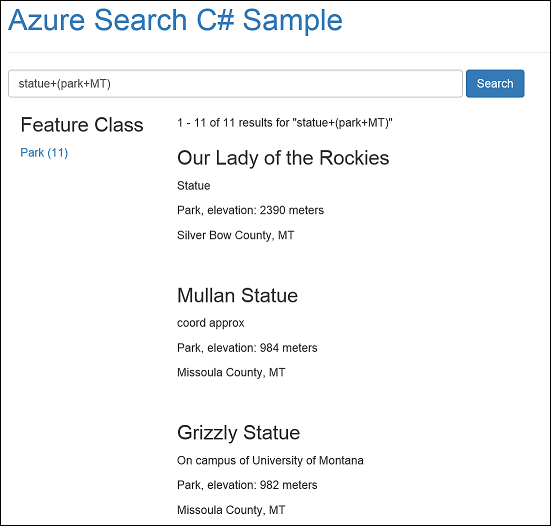 Azure Search C# Sample
statue+(park+MT)
Search
Feature Class
Park (11)
1 - 11 of 11 results for "statue+(park+MT)"
Our Lady of the Rockies
Statue
Park, elevation: 2390 meters
Silver Bow County, MT
Mullan Statue
coord approx
Park, elevation: 984 meters
Missoula County, MT
Grizzly Statue
On campus of University of Montana
Park, elevation: 982 meters
Missoula County, MT